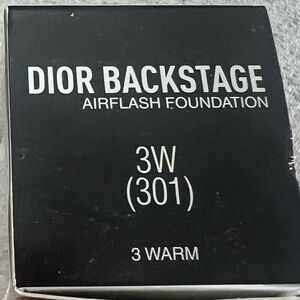 DIOR BACKSTAGE
AIRFLASH FOUNDATION
3W
(301)
3 WARM